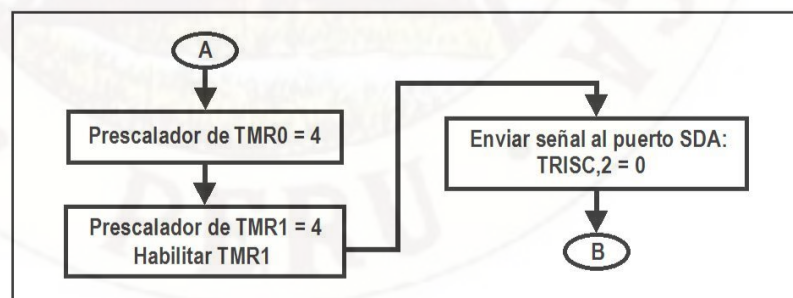 A
Prescalador de TMR0 = 4
Prescalador de TMR1 = 4
Habilitar TMR1
Enviar señal al puerto SDA:
TRISC,2 = 0
B